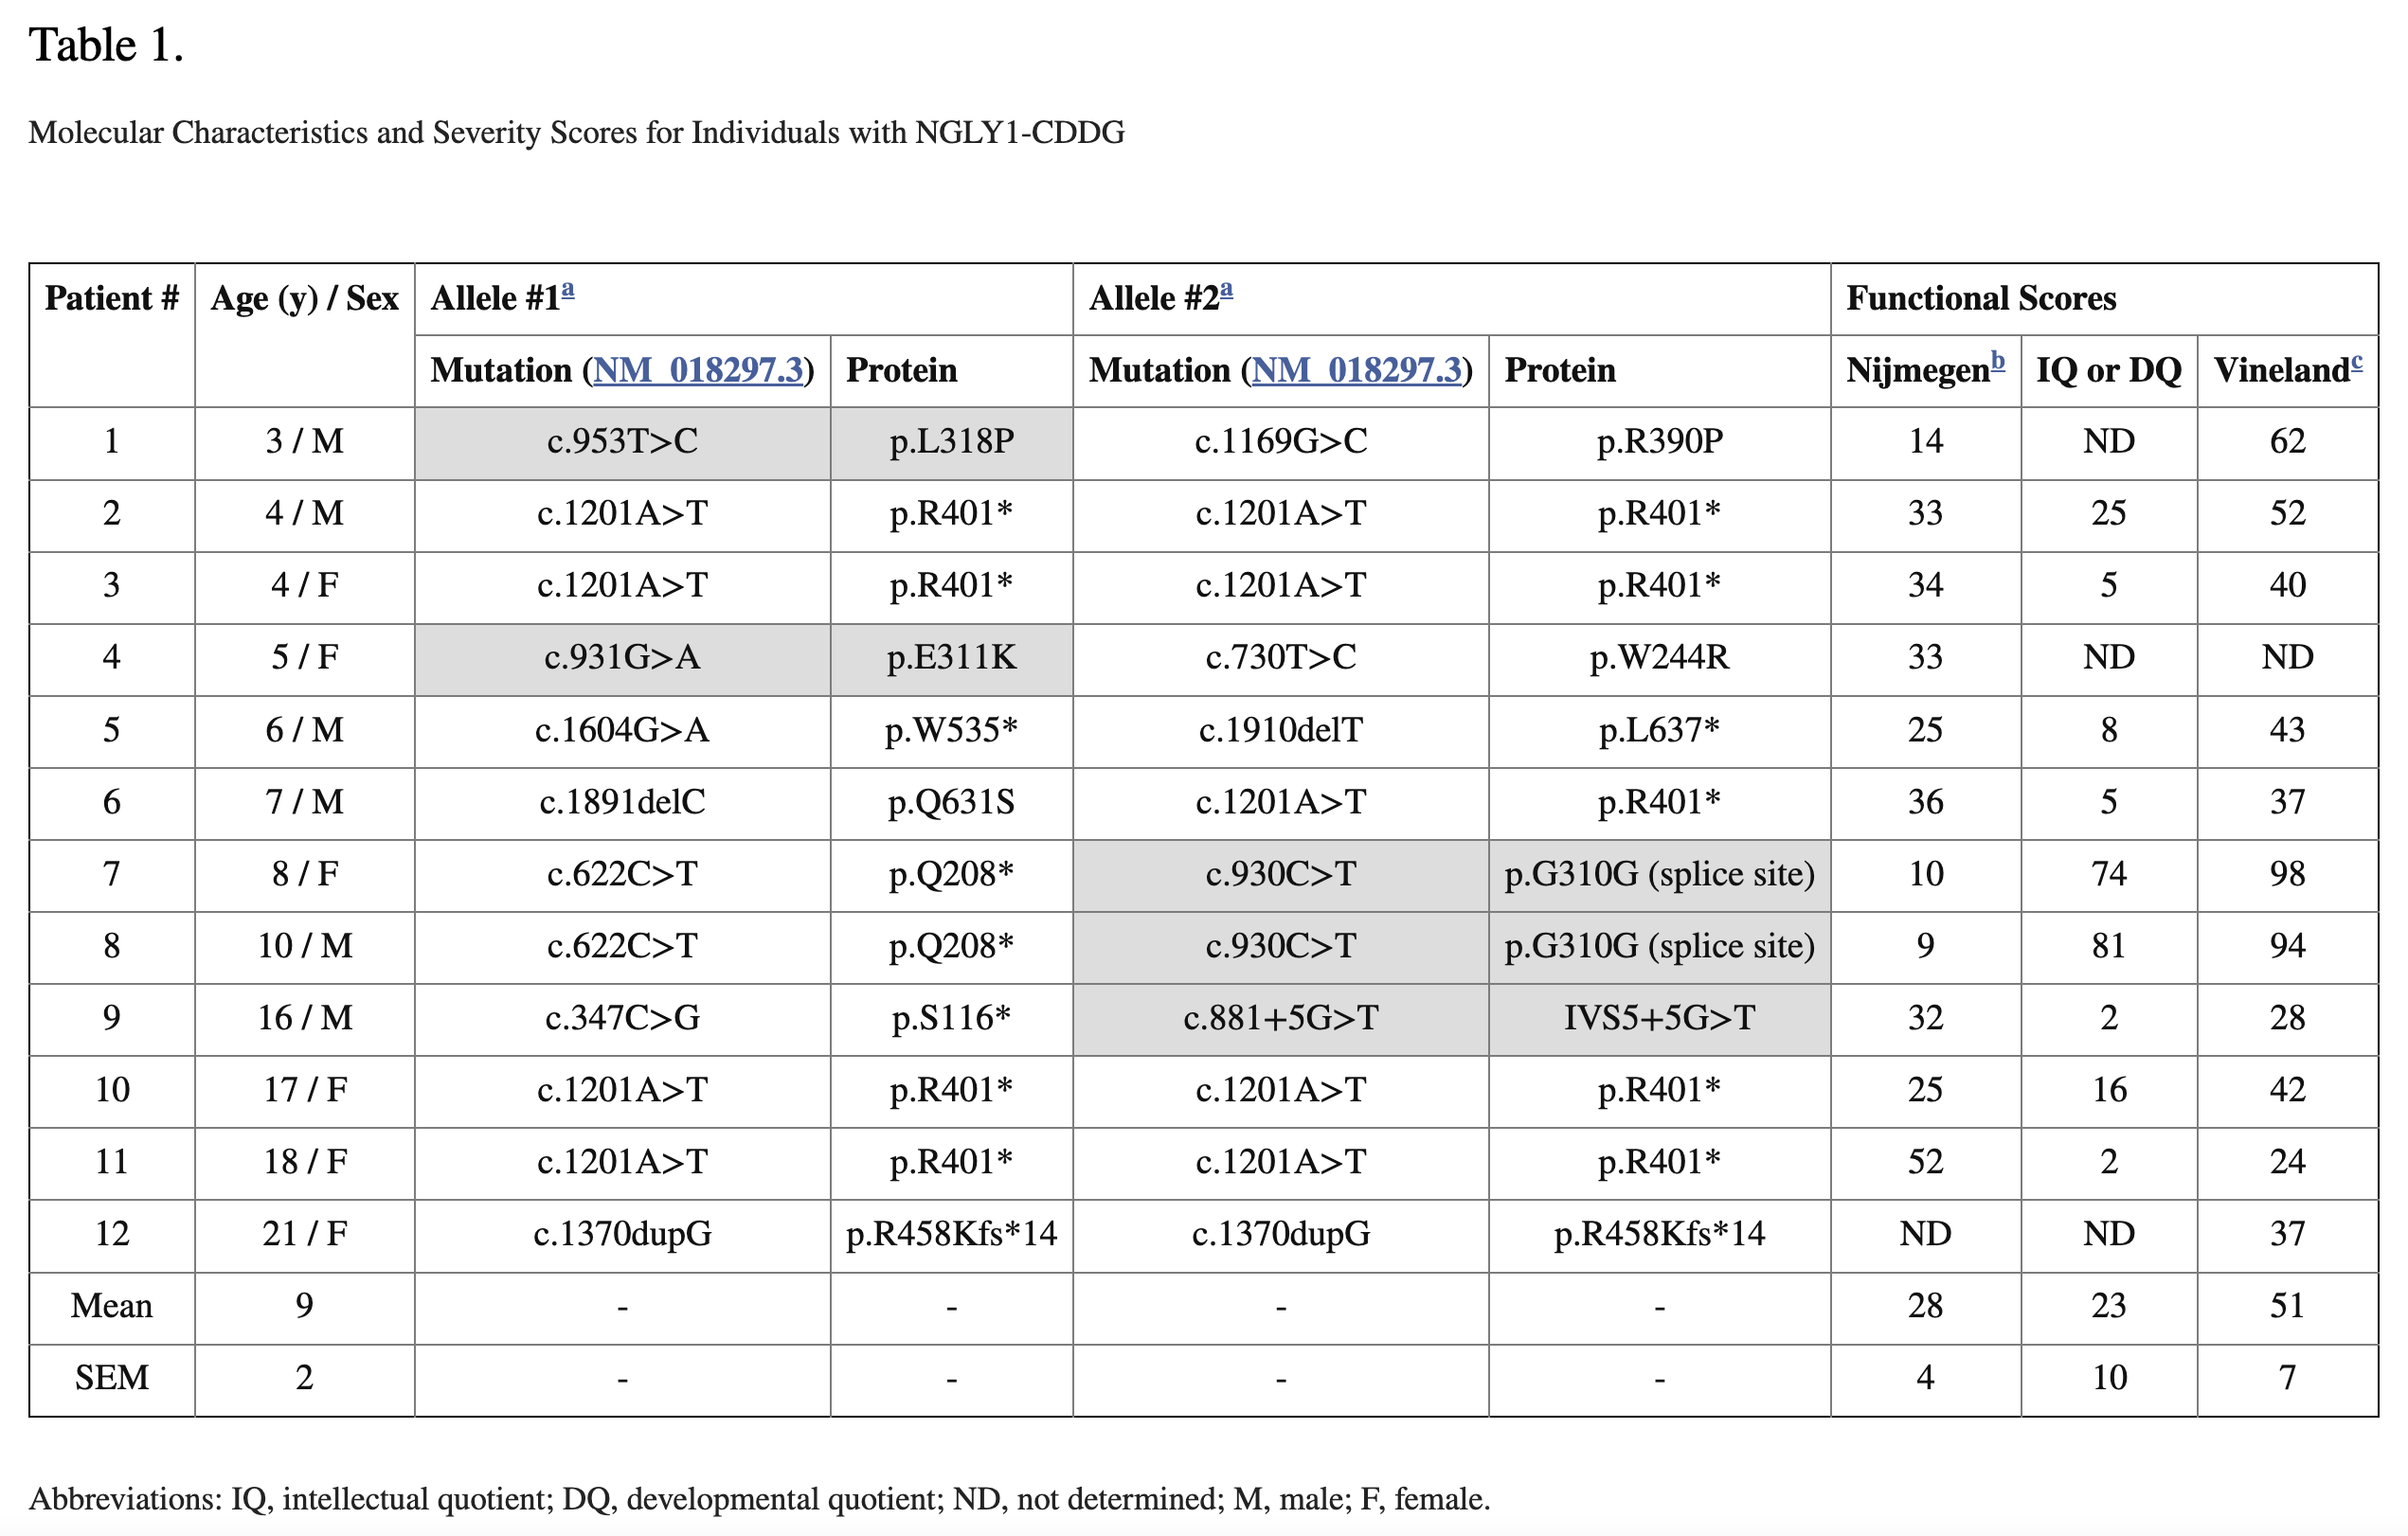 Table 1.
Molecular Characteristics and Severity Scores for Individuals with NGLY1-CDDG
Patient # Age (y) / Sex Allele #1a Allele #2a Functional Scores
Mutation (NM_018297.3) Protein Mutation (NM_018297.3) Protein Nijmegenb IQ or DQ Vinelandc
1 3 / M c.953T>C p.L318P c.1169G>C p.R390P 14 ND 62
2 4 / M c.1201A>T p.R401* c.1201A>T p.R401* 33 25 52
3 4 / F c.1201A>T p.R401* c.1201A>T p.R401* 34 5 40
4 5 / F c.931G>A p.E311K c.730T>C p.W244R 33 ND ND
5 6 / M c.1604G>A p.W535* c.1910delT p.L637* 25 8 43
6 7 / M c.1891delC p.Q631S c.1201A>T p.R401* 36 5 37
7 8 / F c.622C>T p.Q208* c.930C>T p.G310G (splice site) 10 74 98
8 10 / M c.622C>T p.Q208* c.930C>T p.G310G (splice site) 9 81 94
9 16 / M c.347C>G p.S116* c.881+5G>T IVS5+5G>T 32 2 28
10 17 / F c.1201A>T p.R401* c.1201A>T p.R401* 25 16 42
11 18 / F c.1201A>T p.R401* c.1201A>T p.R401* 52 2 24
12 21 / F c.1370dupG p.R458Kfs*14 c.1370dupG p.R458Kfs*14 ND ND 37
Mean 9 - - - - 28 23 51
SEM 2 - - - - 4 10 7
Abbreviations: IQ, intellectual quotient; DQ, developmental quotient; ND, not determined; M, male; F, female.